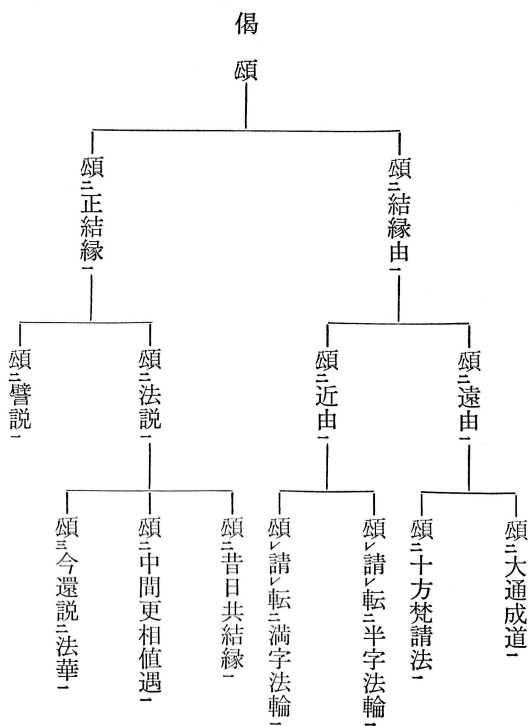 偈頌
頌㆓結縁由㆒
頌㆓正結縁㆒
頌㆓遠由㆒
頌㆓近由㆒
頌㆓法説㆒
頌㆓譬説㆒
頌㆓大通成道㆒
頌㆓十方梵請法㆒
頌㆑請㆑転㆓半字法輪㆒
頌㆑請㆑転㆓満字法輪㆒
頌㆓昔日共結縁㆒
頌㆓中間更相値遇㆒
頌㆔今還説㆓法華㆒